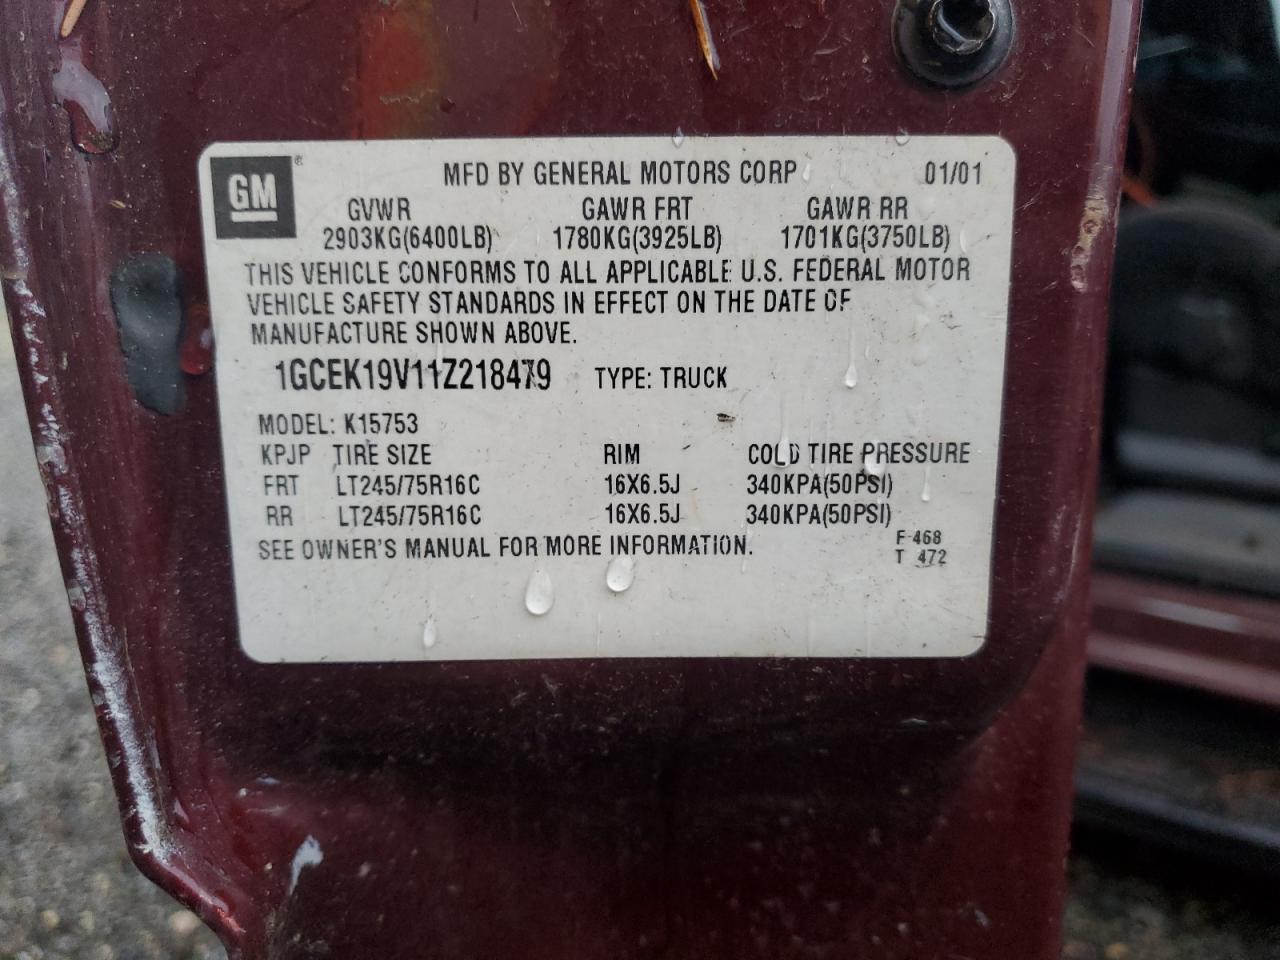 GM® MFD BY GENERAL MOTORS CORP 01/01
GVWR GAWR FRT GAWR RR
2903KG(6400LB) 1780KG(3925LB) 1701KG(3750LB)
THIS VEHICLE CONFORMS TO ALL APPLICABLE U.S. FEDERAL MOTOR
VEHICLE SAFETY STANDARDS IN EFFECT ON THE DATE OF
MANUFACTURE SHOWN ABOVE.
1GCEK19V11Z218479 TYPE: TRUCK
MODEL: K15753
KPJP TIRE SIZE RIM COLD TIRE PRESSURE
FRT LT245/75R16C 16X6.5J 340KPA(50PSI)
RR LT245/75R16C 16X6.5J 340KPA(50PSI)
SEE OWNER'S MANUAL FOR MORE INFORMATION.
F 468
T 472